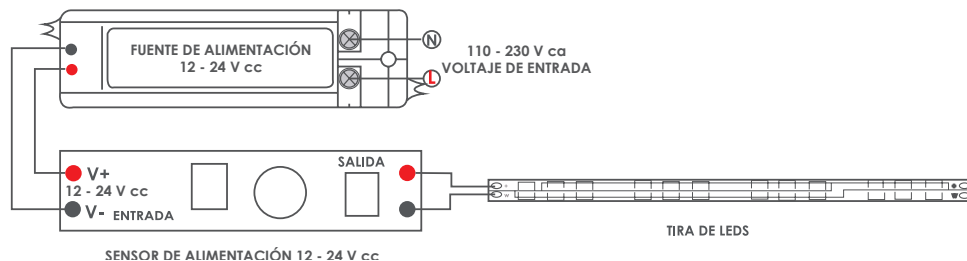 FUENTE DE ALIMENTACIÓN
12 - 24 V cc
N
L
110 - 230 V ca
VOLTAJE DE ENTRADA
V+
12 - 24 V cc
V- ENTRADA
SALIDA
SENSOR DE ALIMENTACIÓN 12 - 24 V cc
TIRA DE LEDS